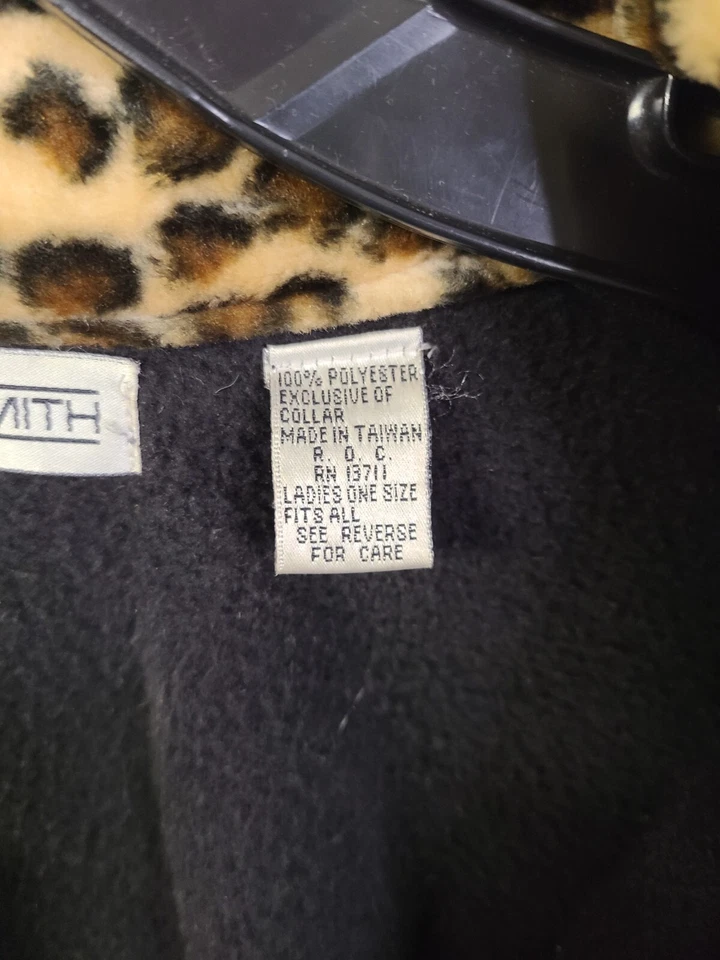 MITH
100% POLYESTER
EXCLUSIVE OF
COLLAR
MADE IN TAIWAN
R. O. C.
RN 13711
LADIES ONE SIZE
FITS ALL
SEE REVERSE
FOR CARE